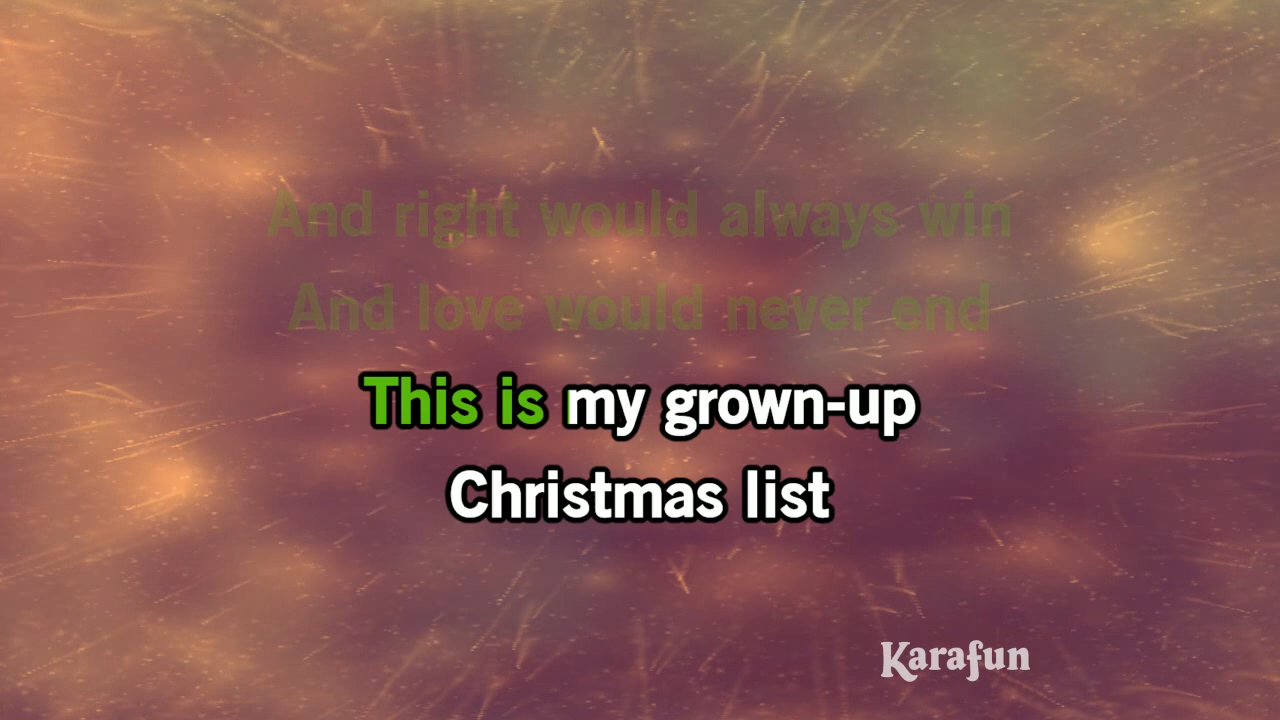 And right would always win
And love would never end
This is my grown-up
Christmas list
Karafun